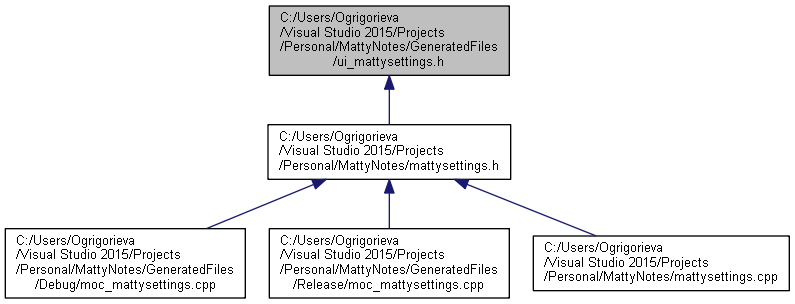 C:/Users/Ogrigorieva
/Visual Studio 2015/Projects
/Personal/MattyNotes/GeneratedFiles
/ui_mattysettings.h
C:/Users/Ogrigorieva
/Visual Studio 2015/Projects
/Personal/MattyNotes/mattysettings.h
C:/Users/Ogrigorieva
/Visual Studio 2015/Projects
/Personal/MattyNotes/GeneratedFiles
/Debug/moc_mattysettings.cpp
C:/Users/Ogrigorieva
/Visual Studio 2015/Projects
/Personal/MattyNotes/GeneratedFiles
/Release/moc_mattysettings.cpp
C:/Users/Ogrigorieva
/Visual Studio 2015/Projects
/Personal/MattyNotes/mattysettings.cpp